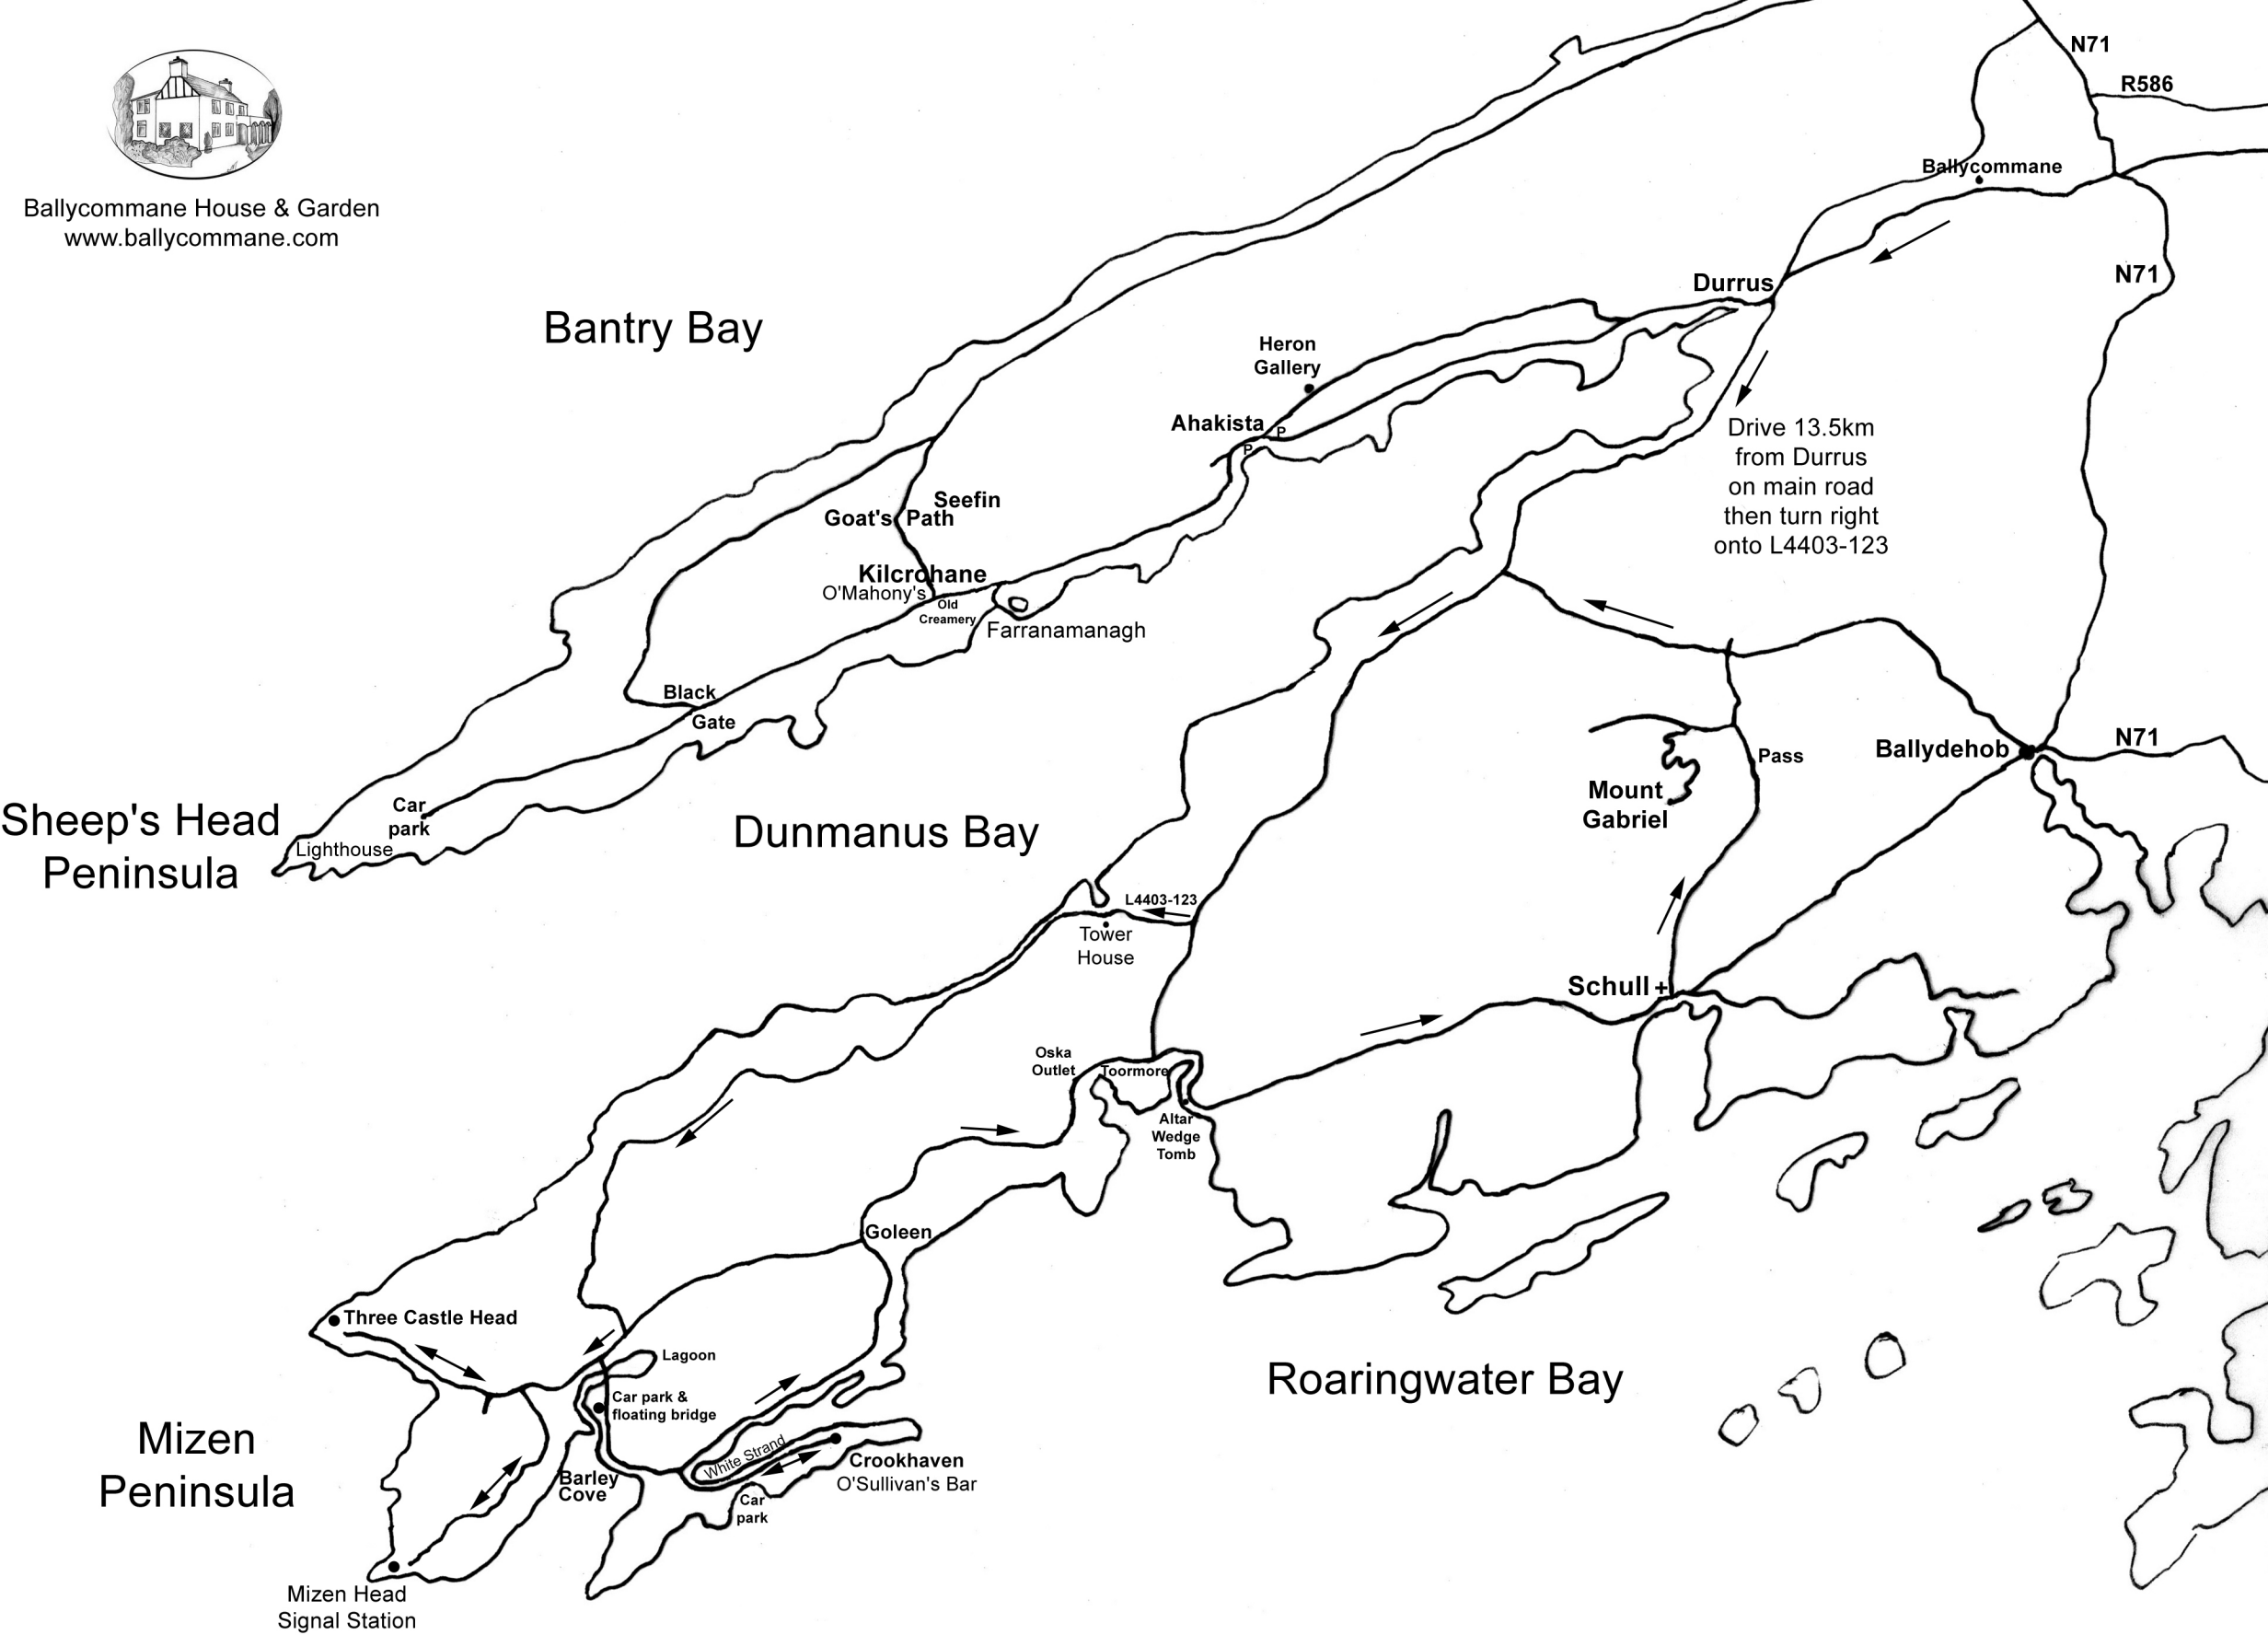 N71
R586
Ballycommane
Ballycommane House & Garden
www.ballycommane.com
N71
Durrus
Bantry Bay
Heron
Gallery
Ahakista
P
P
Drive 13.5km
from Durrus
on main road
then turn right
onto L4403-123
Seefin
Goat's Path
Kilcrohane
O'Mahony's
Old
Creamery
Farranamanagh
Black
Gate
Pass
Ballydehob
N71
Mount
Gabriel
Car
park
Sheep's Head
Peninsula
Lighthouse
Dunmanus Bay
L4403-123
Tower
House
Schull
Oska
Outlet
Toormore
Altar
Wedge
Tomb
Goleen
Three Castle Head
Lagoon
Car park &
floating bridge
Roaringwater Bay
Mizen
Peninsula
White Strand
Crookhaven
O'Sullivan's Bar
Barley
Cove
Car
park
Mizen Head
Signal Station